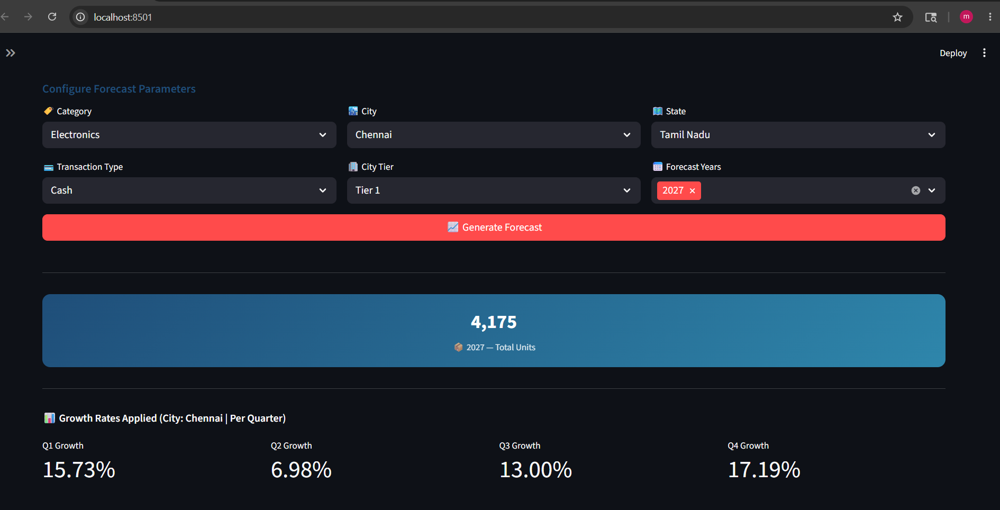 localhost:8501
m
Deploy
Configure Forecast Parameters
Category
City
State
Electronics
Chennai
Tamil Nadu
Transaction Type
City Tier
Forecast Years
Cash
Tier 1
2027
Generate Forecast
4,175
2027 — Total Units
Growth Rates Applied (City: Chennai | Per Quarter)
Q1 Growth
Q2 Growth
Q3 Growth
Q4 Growth
15.73%
6.98%
13.00%
17.19%